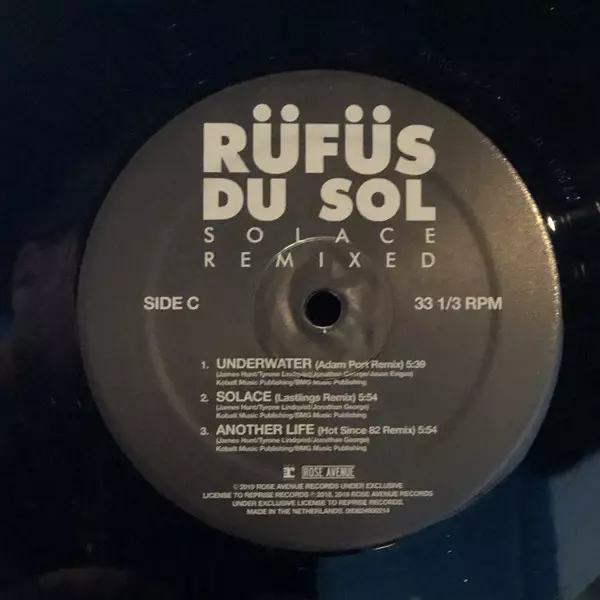 RÜFÜS
DU SOL
SOLACE
REMIXED
SIDE C
33 1/3 RPM
1. UNDERWATER (Adam Port Remix) 5:39
(James Hunt/Tyrone Lindqvist/Jonathan George/Jason Evigan)
Kobalt Music Publishing/BMG Music Publishing
2. SOLACE (Lastlings Remix) 5:54
(James Hunt/Tyrone Lindqvist/Jonathan George)
Kobalt Music Publishing/BMG Music Publishing
3. ANOTHER LIFE (Hot Since 82 Remix) 5:54
(James Hunt/Tyrone Lindqvist/Jonathan George)
Kobalt Music Publishing/BMG Music Publishing
r ROSE AVENUE
© 2019 ROSE AVENUE RECORDS UNDER EXCLUSIVE
LICENSE TO REPRISE RECORDS ℗ 2018, 2019 ROSE AVENUE RECORDS
UNDER EXCLUSIVE LICENSE TO REPRISE RECORDS.
MADE IN THE NETHERLANDS.